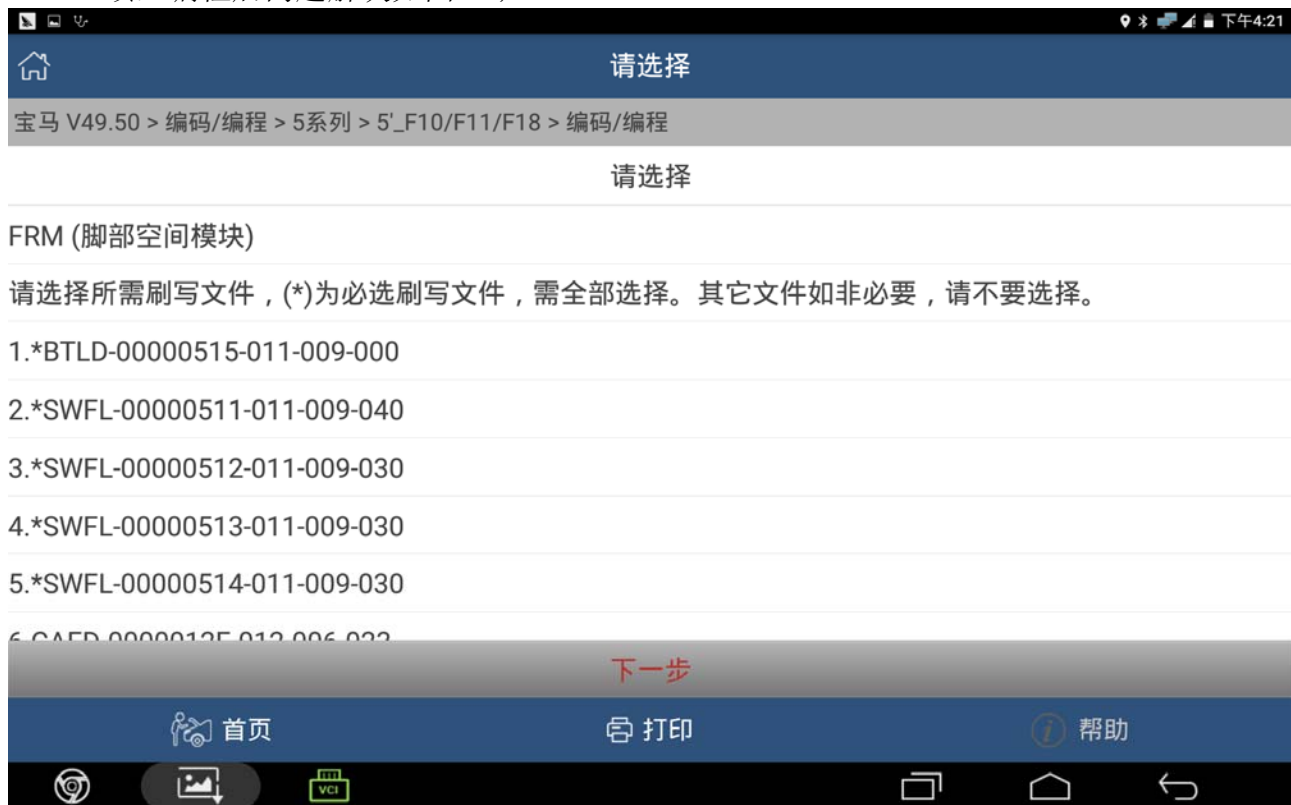 下午4:21
请选择
宝马 V49.50 > 编码/编程 > 5系列 > 5'_F10/F11/F18 > 编码/编程
请选择
FRM (脚部空间模块)
请选择所需刷写文件，(*)为必选刷写文件，需全部选择。其它文件如非必要，请不要选择。
1.*BTLD-00000515-011-009-000
2.*SWFL-00000511-011-009-040
3.*SWFL-00000512-011-009-030
4.*SWFL-00000513-011-009-030
5.*SWFL-00000514-011-009-030
下一步
首页 打印 帮助
VCI